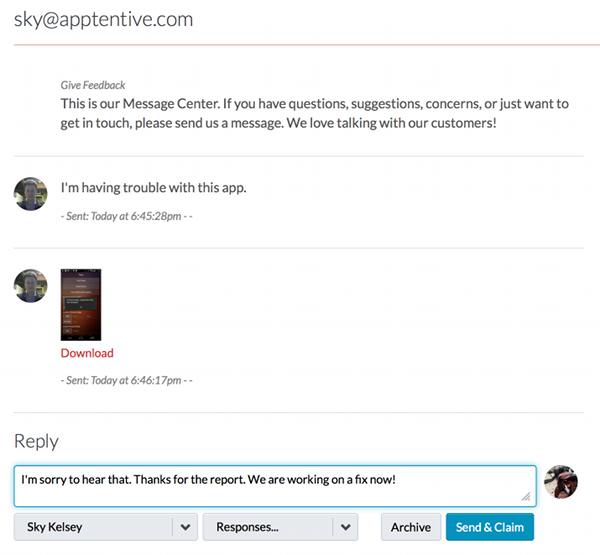 sky@apptentive.com
Give Feedback
This is our Message Center. If you have questions, suggestions, concerns, or just want to
get in touch, please send us a message. We love talking with our customers!
I'm having trouble with this app.
- Sent: Today at 6:45:28pm - -
Download
- Sent: Today at 6:46:17pm - -
Reply
I'm sorry to hear that. Thanks for the report. We are working on a fix now!
Sky Kelsey Responses... Archive Send & Claim